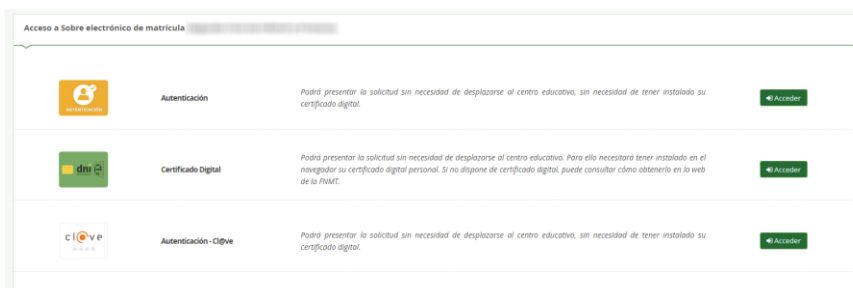 Acceso a Sobre electrónico de matrícula
AUTENTICACIÓN
Autenticación
Podrá presentar la solicitud sin necesidad de desplazarse al centro educativo, sin necesidad de tener instalado su
certificado digital.
Acceder
dni e
Certificado Digital
Podrá presentar la solicitud sin necesidad de desplazarse al centro educativo. Para ello necesitará tener instalado en el
navegador su certificado digital personal. Si no dispone de certificado digital, puede consultar cómo obtenerlo en la web
de la FNMT.
Acceder
cl@ve
Autenticación - Cl@ve
Podrá presentar la solicitud sin necesidad de desplazarse al centro educativo, sin necesidad de tener instalado su
certificado digital.
Acceder